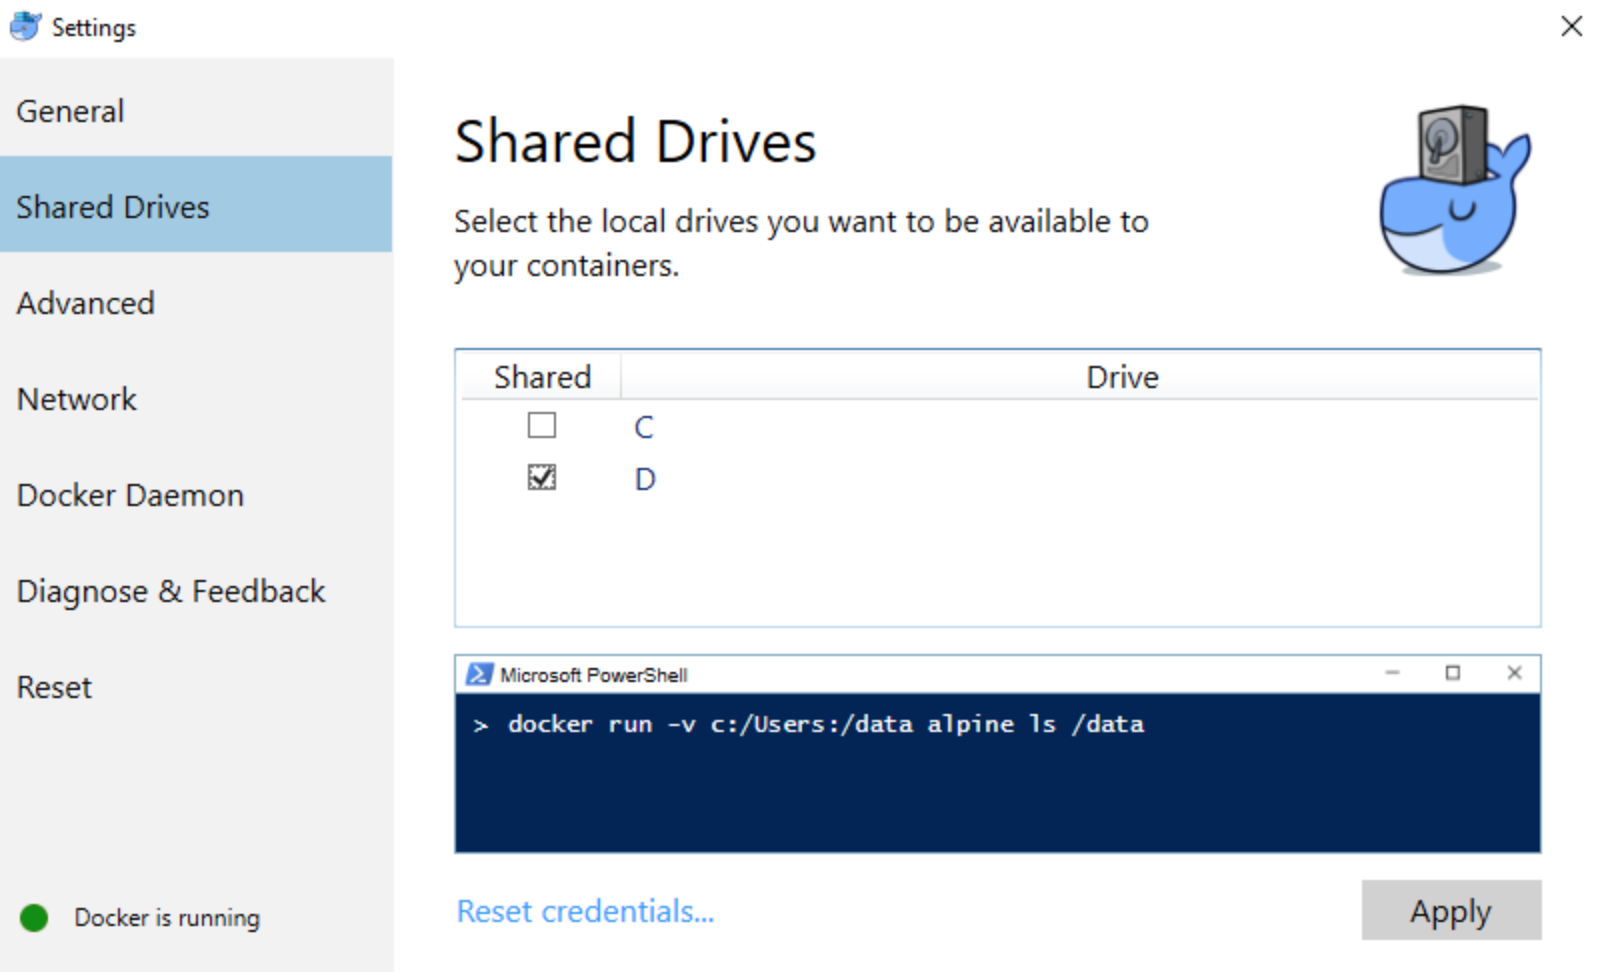 Settings
General
Shared Drives
Advanced
Network
Docker Daemon
Diagnose & Feedback
Reset
Docker is running
Shared Drives
Select the local drives you want to be available to
your containers.
Shared Drive
C
D
Microsoft PowerShell
> docker run -v c:/Users:/data alpine ls /data
Reset credentials...
Apply